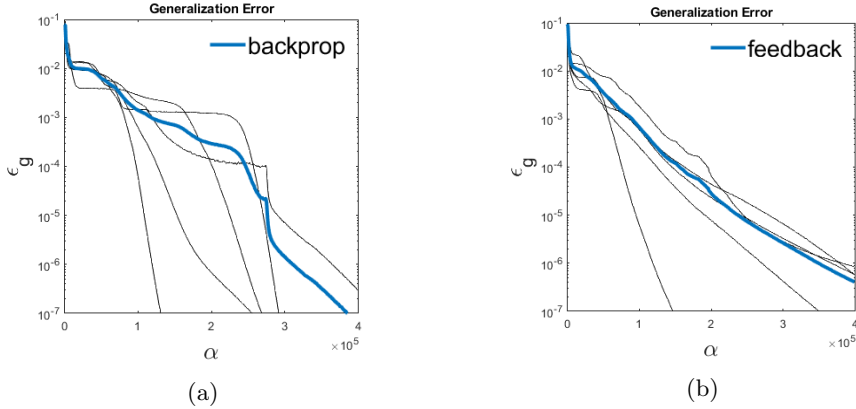 Generalization Error
10^-1
10^-2
10^-3
10^-4
10^-5
10^-6
10^-7
ϵ_g
backprop
0 1 2 3 4
×10^5
α
(a)
Generalization Error
10^-1
10^-2
10^-3
10^-4
10^-5
10^-6
10^-7
ϵ_g
feedback
0 1 2 3 4
×10^5
α
(b)